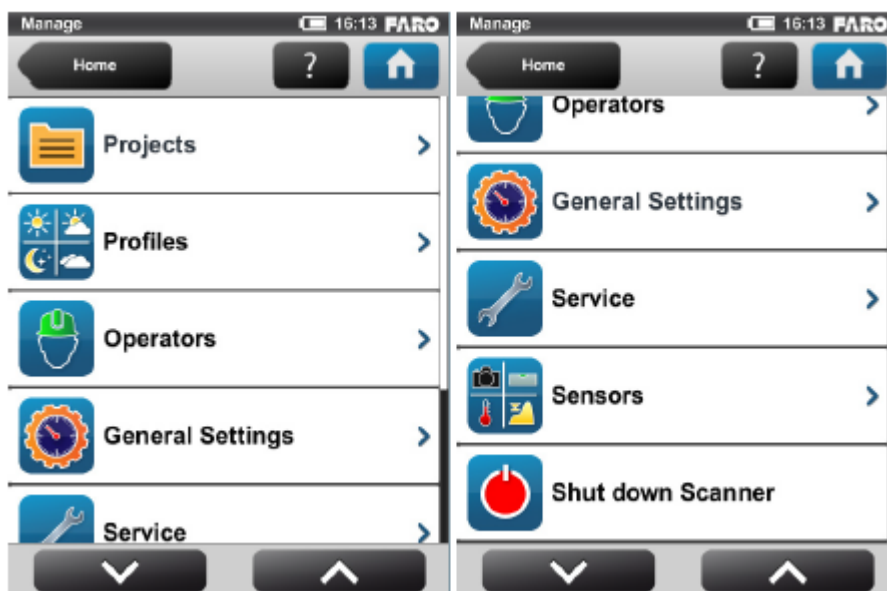 Manage 16:13 FARO
Home ?
Projects
Profiles
Operators
General Settings
Service
Manage 16:13 FARO
Home ?
Operators
General Settings
Service
Sensors
Shut down Scanner